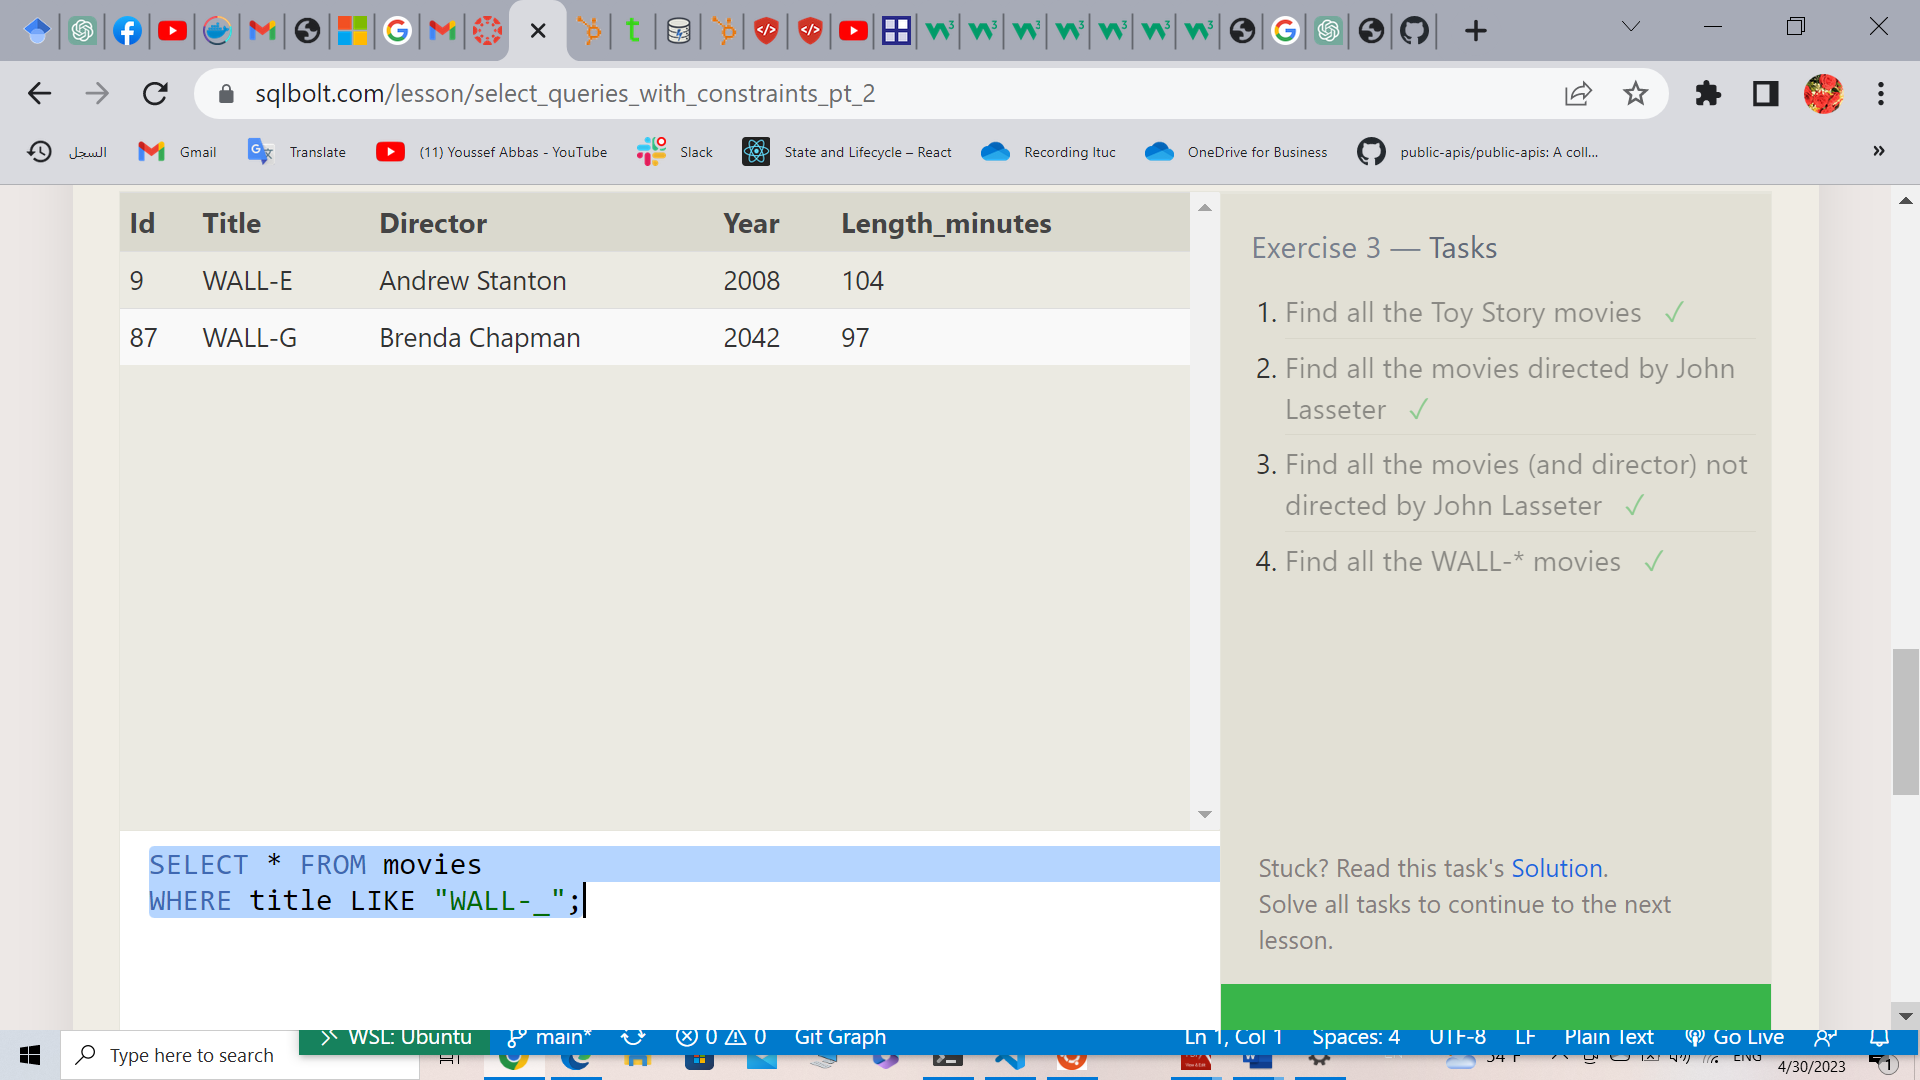 sqlbolt.com/lesson/select_queries_with_constraints_pt_2
السجل
Gmail
Translate
(11) Youssef Abbas - YouTube
Slack
State and Lifecycle – React
Recording ltuc
OneDrive for Business
public-apis/public-apis: A coll...
»
Id Title Director Year Length_minutes
9 WALL-E Andrew Stanton 2008 104
87 WALL-G Brenda Chapman 2042 97
SELECT * FROM movies
WHERE title LIKE "WALL-_";
Exercise 3 — Tasks
1. Find all the Toy Story movies ✓
2. Find all the movies directed by John
Lasseter ✓
3. Find all the movies (and director) not
directed by John Lasseter ✓
4. Find all the WALL-* movies ✓
Stuck? Read this task's Solution.
Solve all tasks to continue to the next
lesson.
WSL: Ubuntu main* 0 0 Git Graph Ln 1, Col 1 Spaces: 4 UTF-8 LF Plain Text Go Live
Type here to search
54°F
ENG
4/30/2023
1